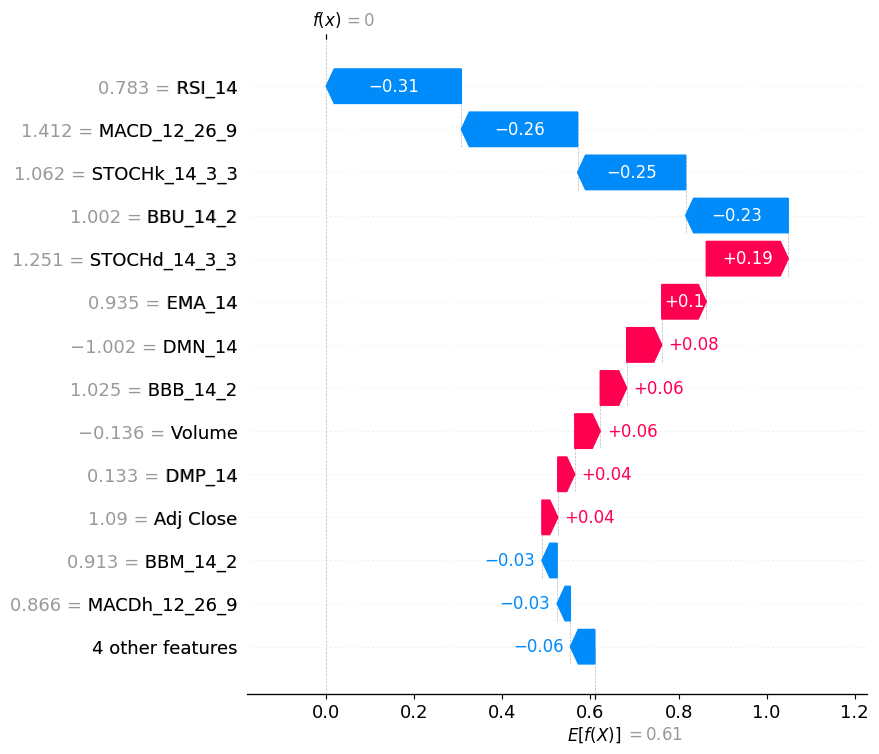 f(x) = 0
0.783 = RSI_14 −0.31
1.412 = MACD_12_26_9 −0.26
1.062 = STOCHk_14_3_3 −0.25
1.002 = BBU_14_2 −0.23
1.251 = STOCHd_14_3_3 +0.19
0.935 = EMA_14 +0.1
−1.002 = DMN_14 +0.08
1.025 = BBB_14_2 +0.06
−0.136 = Volume +0.06
0.133 = DMP_14 +0.04
1.09 = Adj Close +0.04
0.913 = BBM_14_2 −0.03
0.866 = MACDh_12_26_9 −0.03
4 other features −0.06
0.0 0.2 0.4 0.6 0.8 1.0 1.2
E[f(X)] = 0.61